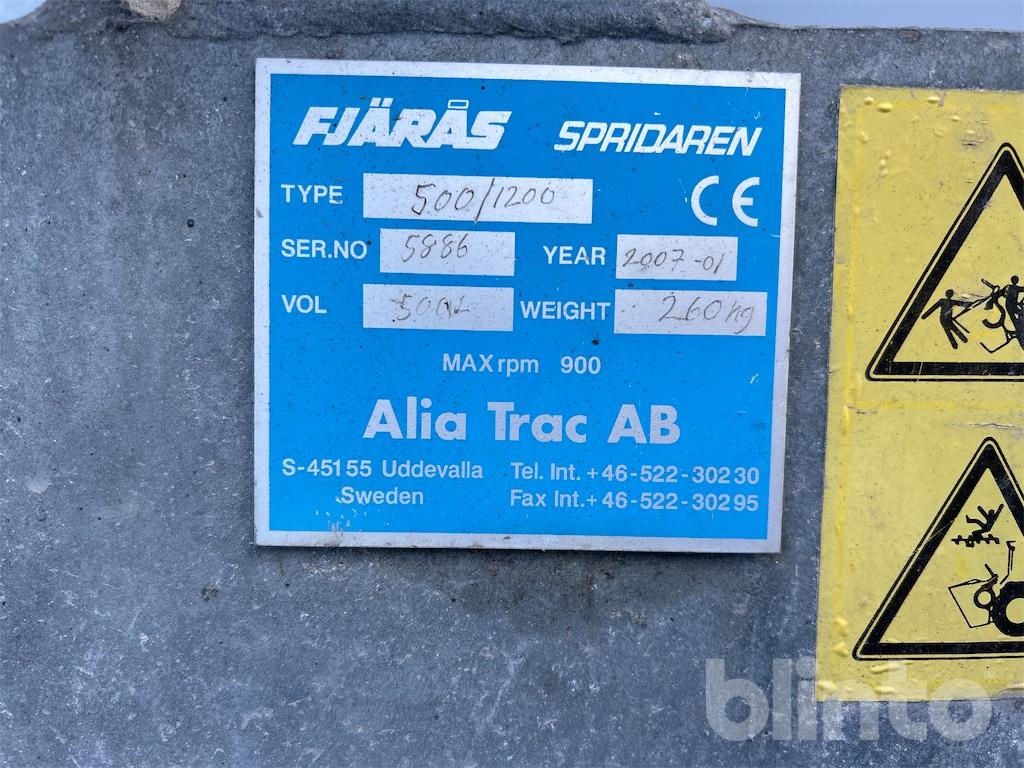 FJÄRÅS SPRIDAREN
TYPE 500/1200 CE
SER.NO 5886 YEAR 2007-01
VOL 500L WEIGHT 260kg
MAX rpm 900
Alia Trac AB
S-451 55 Uddevalla Tel. Int. +46-522-302 30
Sweden Fax Int. +46-522-302 95
blinto